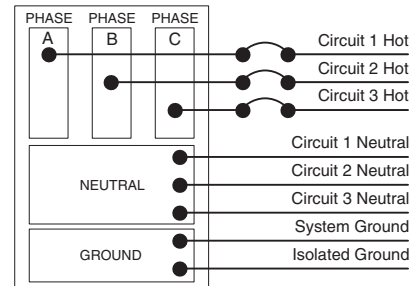 PHASE PHASE PHASE
A B C
Circuit 1 Hot
Circuit 2 Hot
Circuit 3 Hot
Circuit 1 Neutral
Circuit 2 Neutral
Circuit 3 Neutral
NEUTRAL
System Ground
Isolated Ground
GROUND